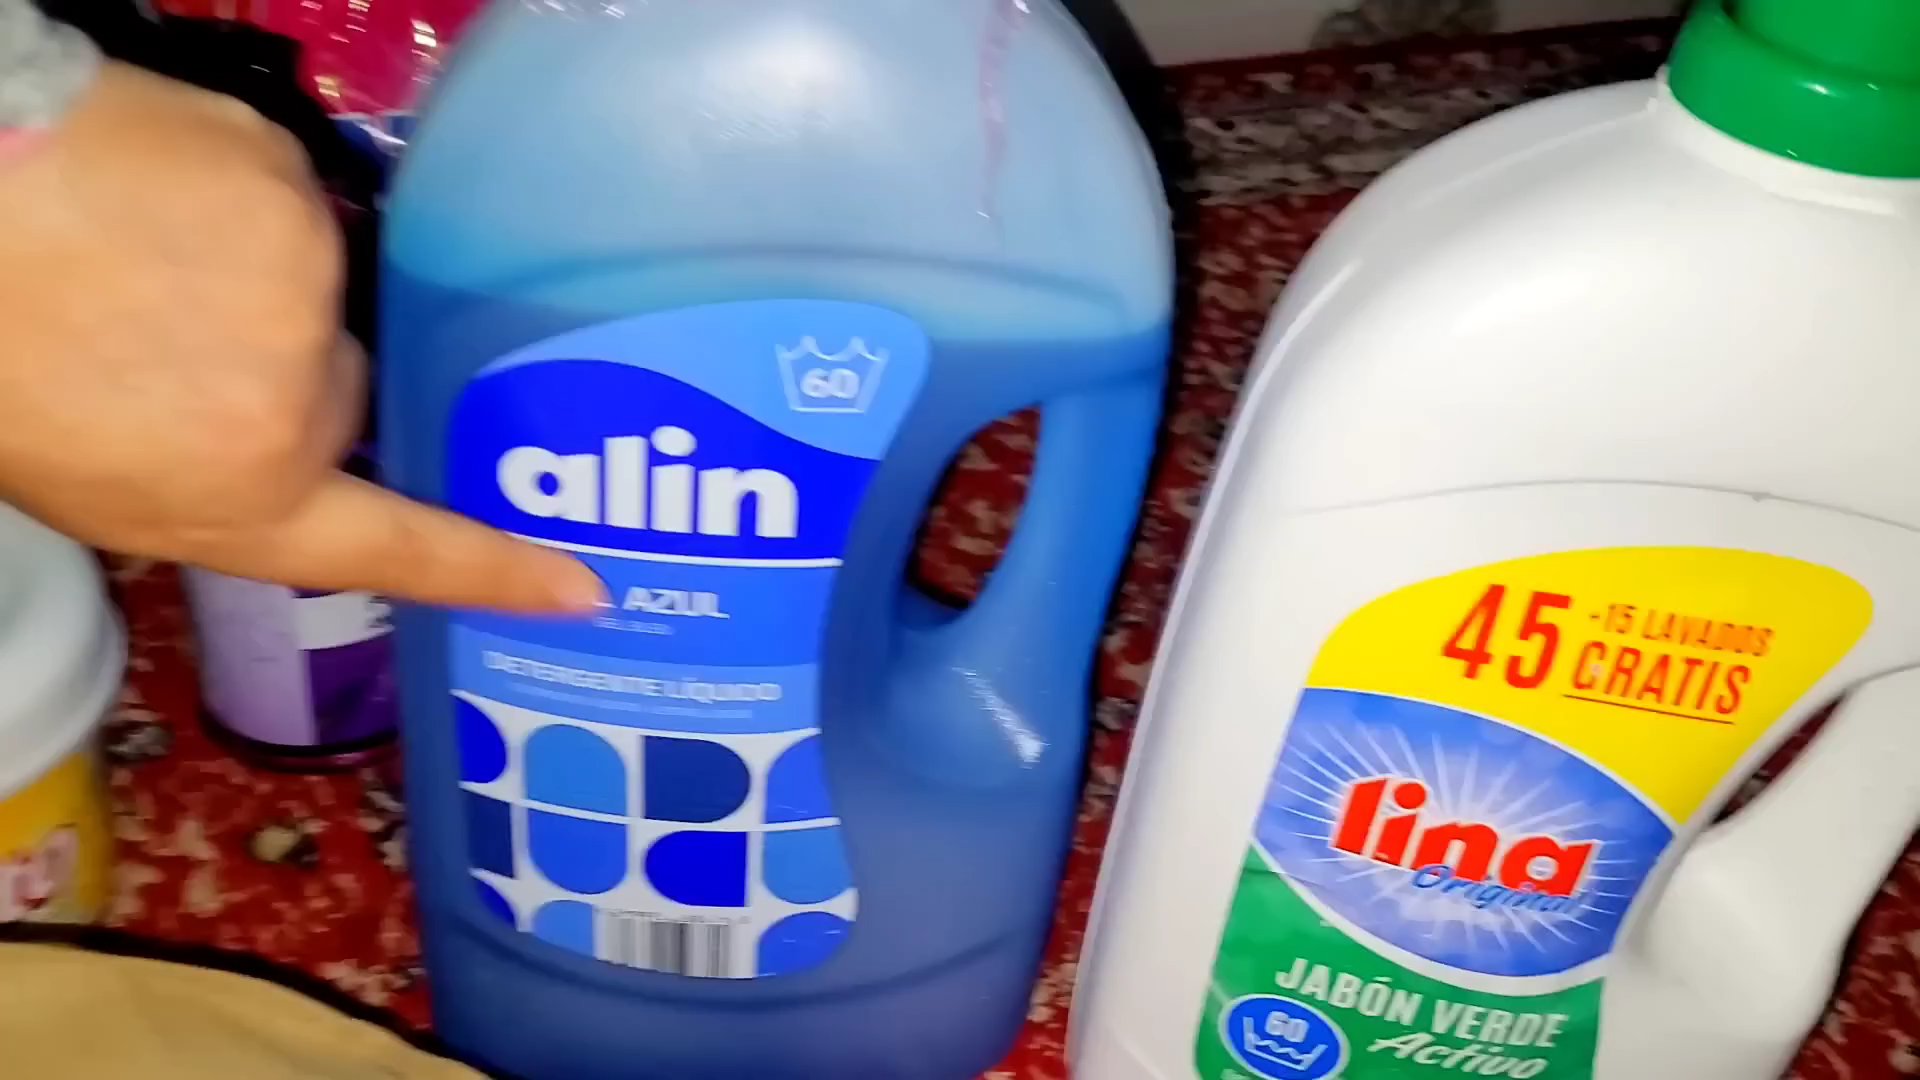 60
alin
AZUL
DETERGENTE LÍQUIDO
45
+15 LAVADOS
GRATIS
lina
Original
JABÓN VERDE
Activo
60